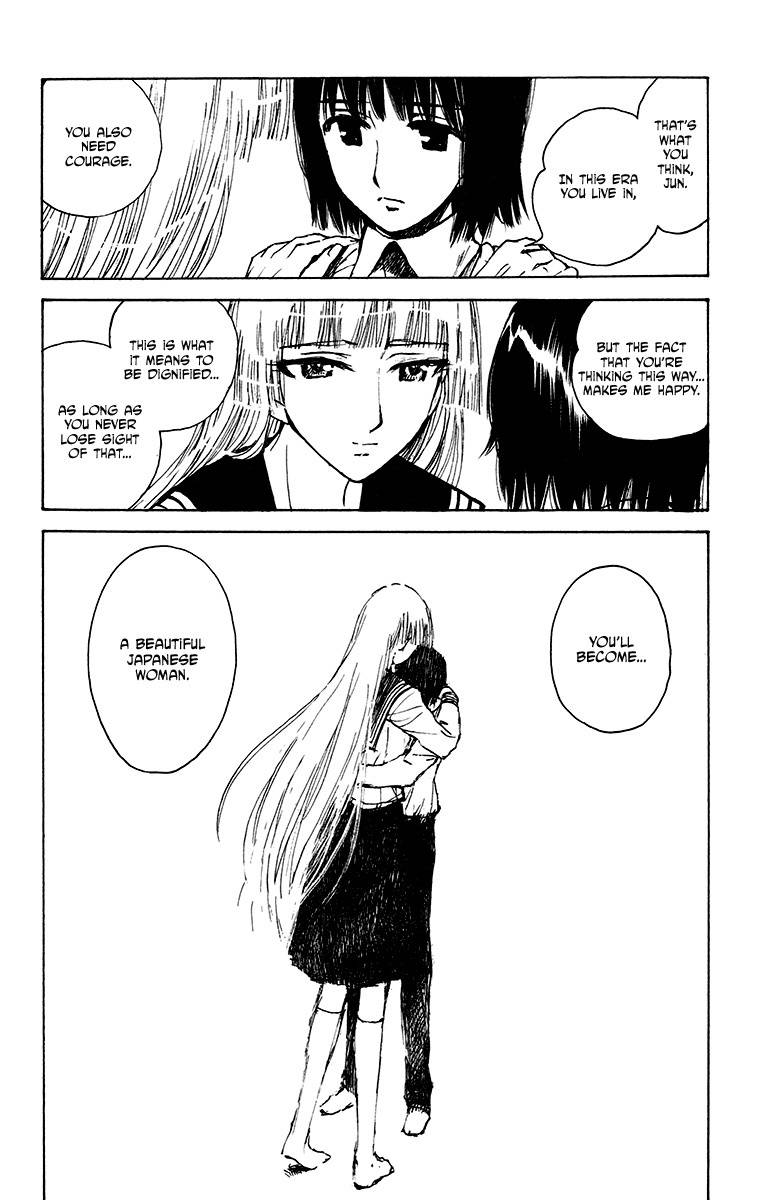 THAT'S
WHAT
YOU
THINK,
JUN.
IN THIS ERA
YOU LIVE IN,
YOU ALSO
NEED
COURAGE.
BUT THE FACT
THAT YOU'RE
THINKING THIS WAY...
MAKES ME HAPPY.
THIS IS WHAT
IT MEANS TO
BE DIGNIFIED...
AS LONG AS
YOU NEVER
LOSE SIGHT
OF THAT...
YOU'LL
BECOME...
A BEAUTIFUL
JAPANESE
WOMAN.